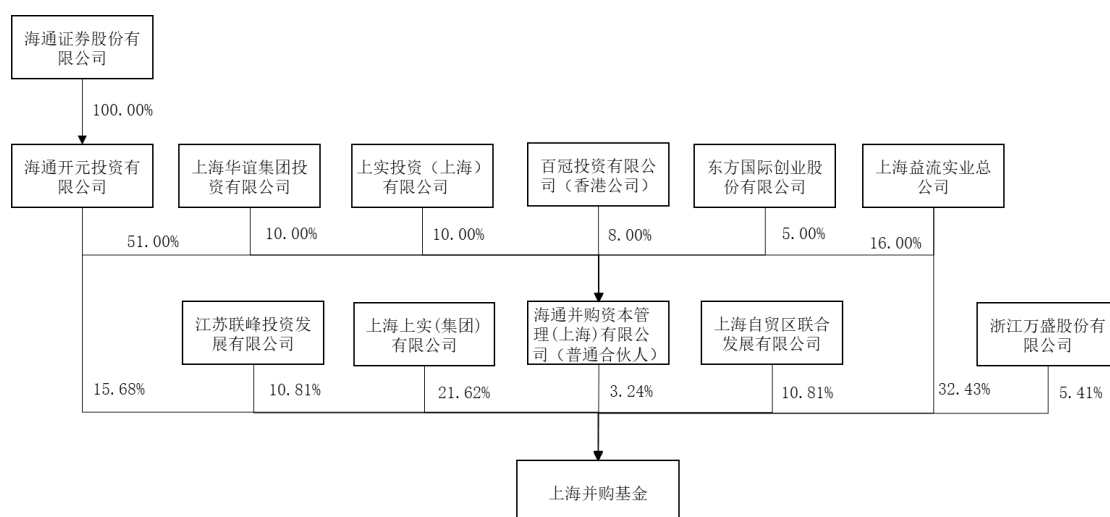 海通证券股份有
限公司
100.00%
海通开元投资有
限公司
上海华谊集团投
资有限公司
上实投资（上海）
有限公司
百冠投资有限公
司（香港公司）
东方国际创业股
份有限公司
上海益流实业总
公司
51.00%
10.00%
10.00%
8.00%
5.00%
16.00%
江苏联峰投资发
展有限公司
上海上实(集团)
有限公司
海通并购资本管
理(上海)有限公
司（普通合伙人）
上海自贸区联合
发展有限公司
浙江万盛股份有
限公司
15.68%
10.81%
21.62%
3.24%
10.81%
32.43%
5.41%
上海并购基金